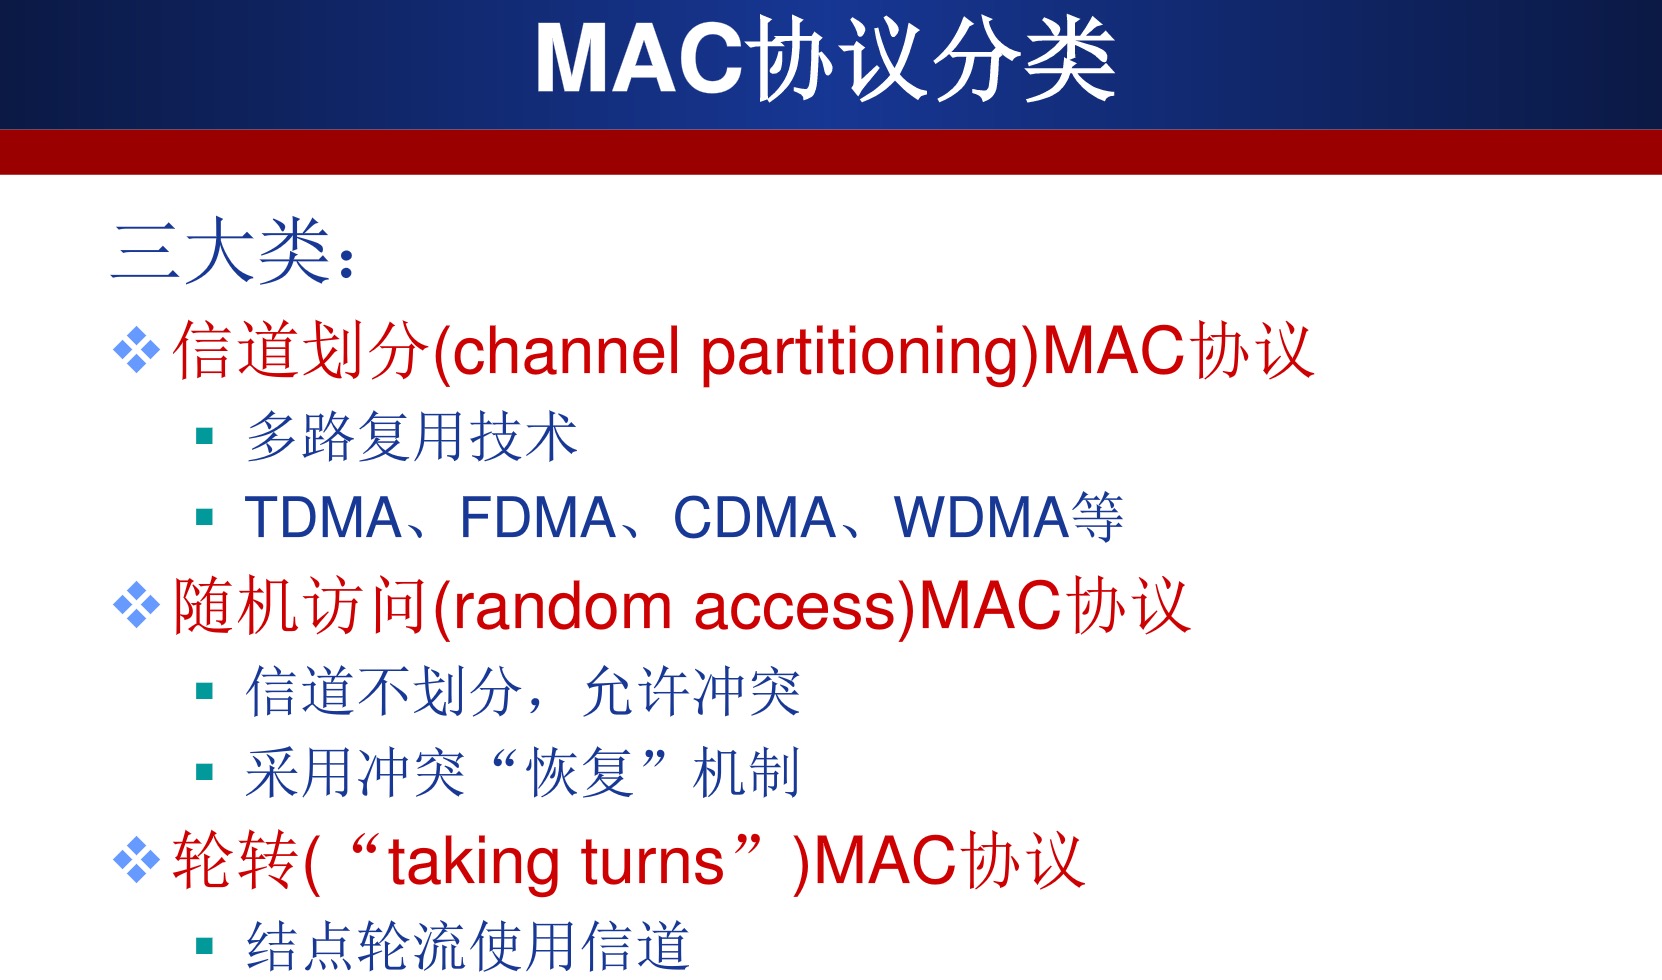 MAC协议分类
三大类：
信道划分(channel partitioning)MAC协议
多路复用技术
TDMA、FDMA、CDMA、WDMA等
随机访问(random access)MAC协议
信道不划分，允许冲突
采用冲突“恢复”机制
轮转(“taking turns”)MAC协议
结点轮流使用信道